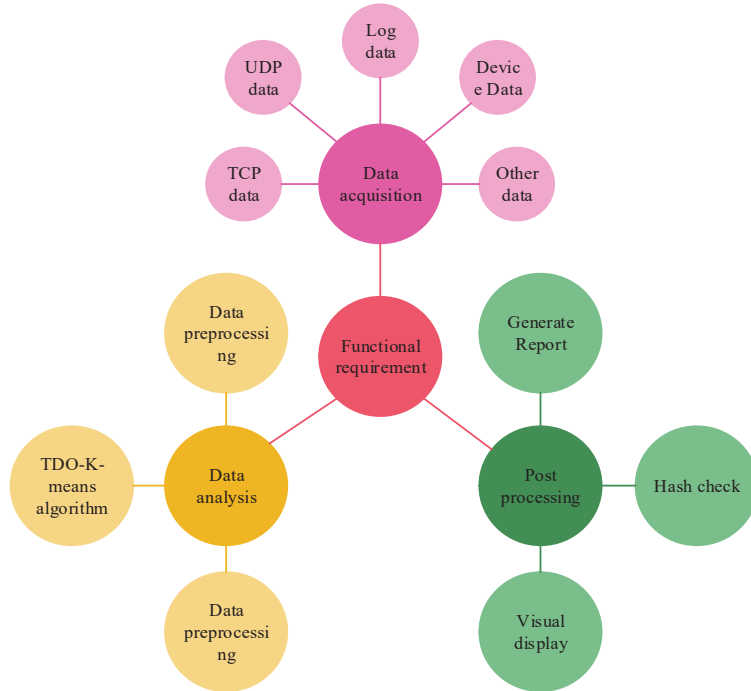 Log
data
UDP
data
Devic
e Data
TCP
data
Data
acquisition
Other
data
Data
preprocessi
ng
Functional
requirement
Generate
Report
TDO-K-
means
algorithm
Data
analysis
Post
processing
Hash check
Data
preprocessi
ng
Visual
display